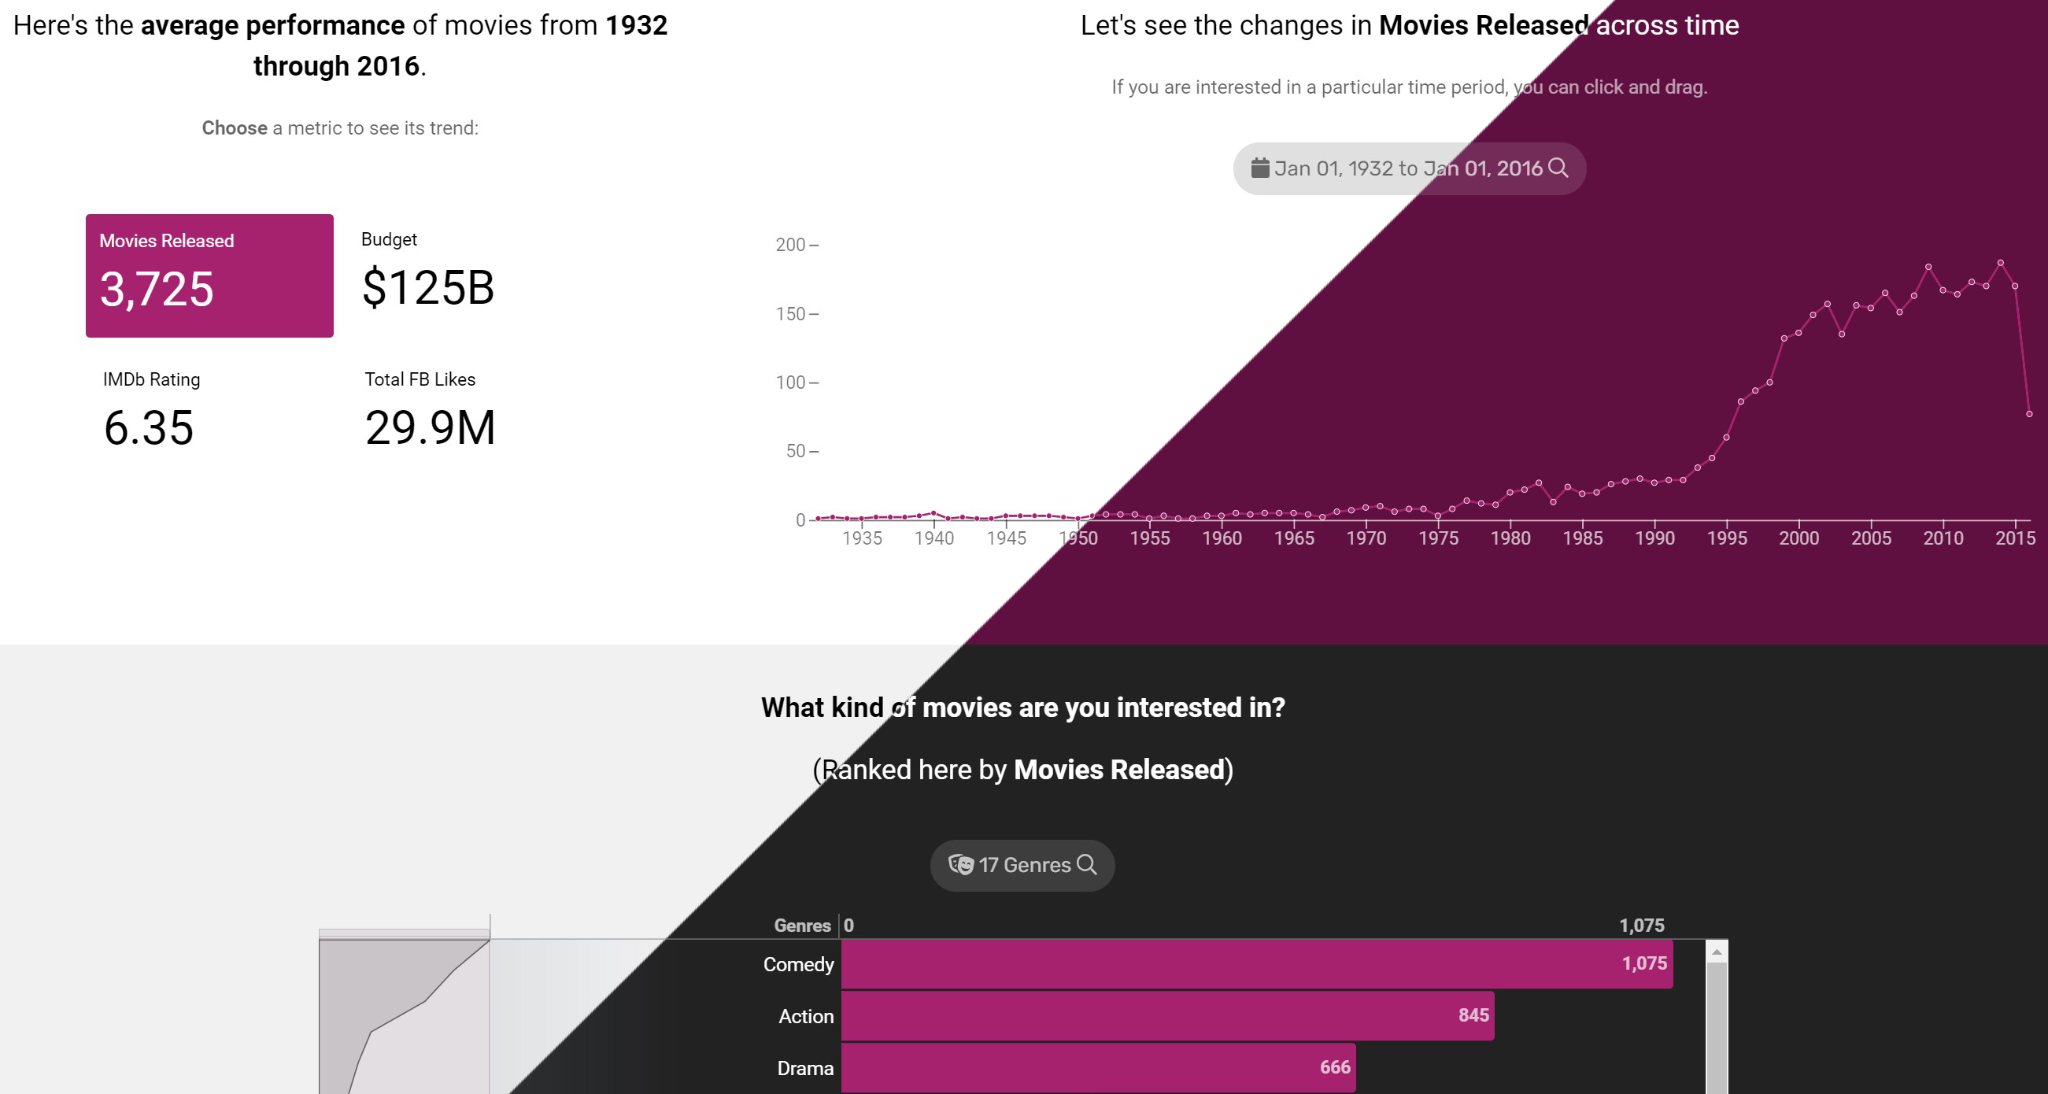 Here's the average performance of movies from 1932
through 2016.
Choose a metric to see its trend:
Movies Released
3,725
Budget
$125B
IMDb Rating
6.35
Total FB Likes
29.9M
Let's see the changes in Movies Released across time
If you are interested in a particular time period, you can click and drag.
Jan 01, 1932 to Jan 01, 2016
200
150
100
50
0
1935 1940 1945 1950 1955 1960 1965 1970 1975 1980 1985 1990 1995 2000 2005 2010 2015
What kind of movies are you interested in?
(Ranked here by Movies Released)
17 Genres
Genres 0 1,075
Comedy 1,075
Action 845
Drama 666